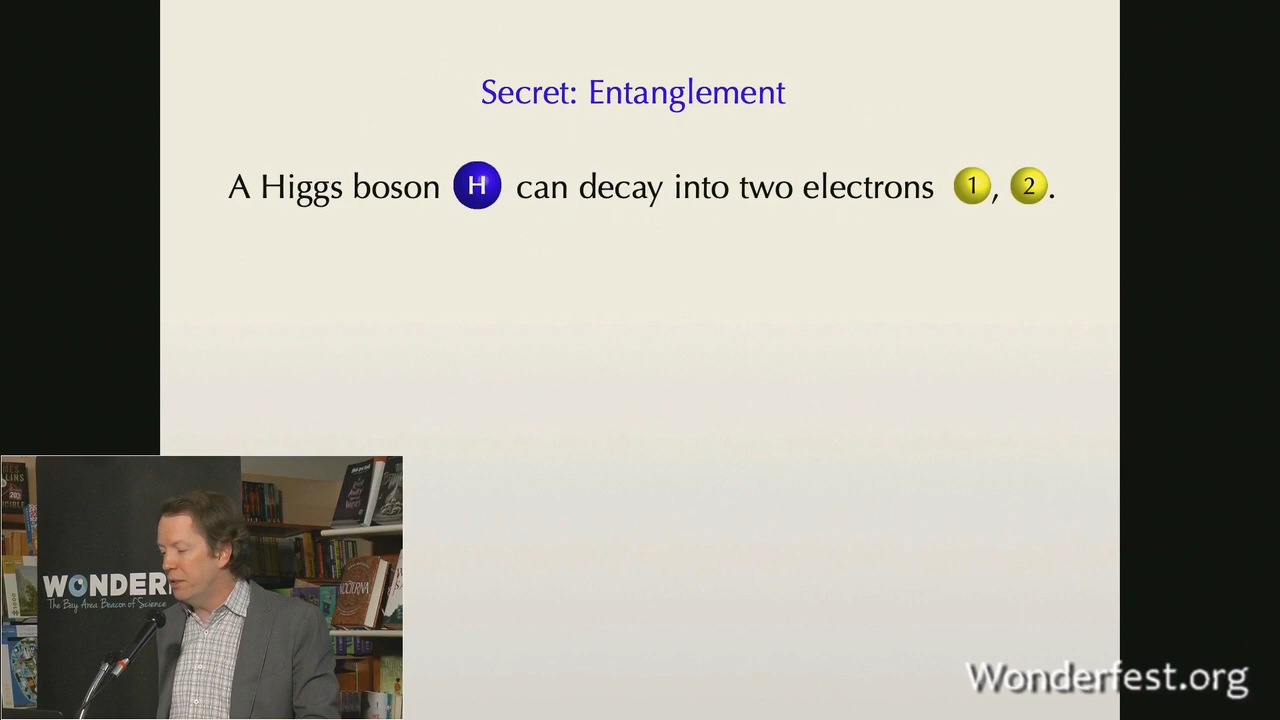 Secret: Entanglement
A Higgs boson H can decay into two electrons 1, 2.
WONDER
The Bay Area Beacon of Science
NOCTURNA
Wonderfest.org